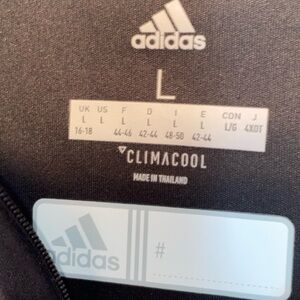 adidas
L
UK US F D I E CON J
L L L L L L L/G 4XOT
16-18 44-46 42-44 48-50 42-44
CLIMACOOL
MADE IN THAILAND
adidas #